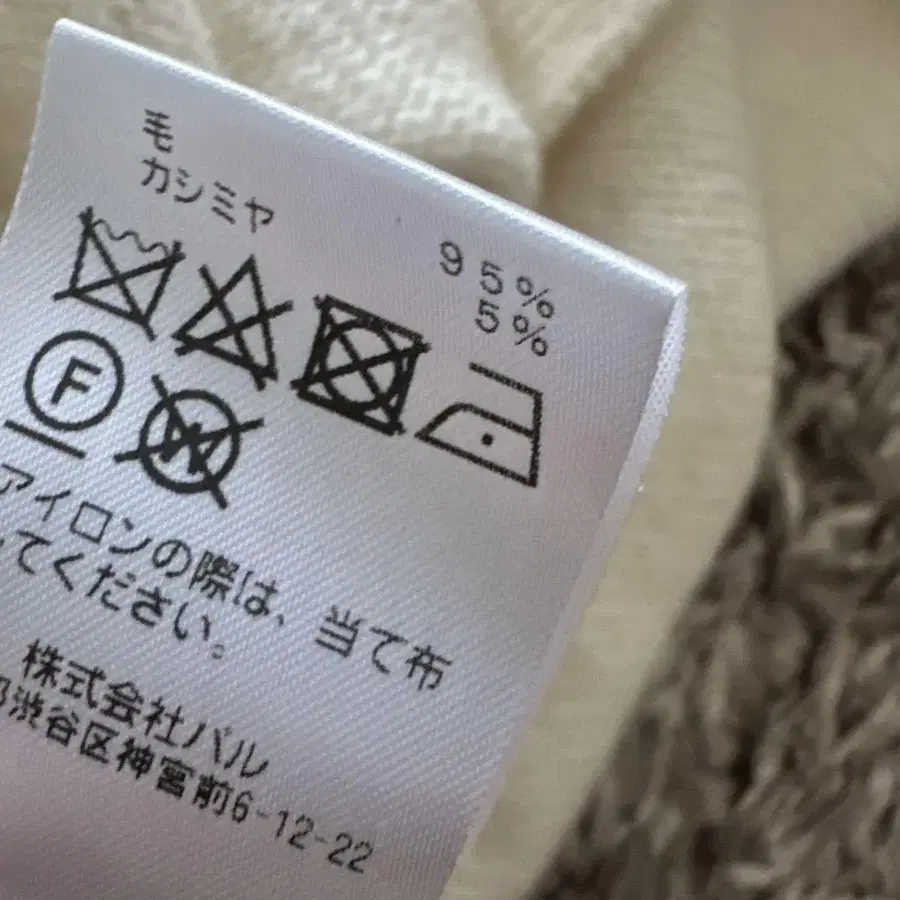 毛 95%
カシミヤ 5%
F
W
アイロンの際は、当て布
てください。
株式会社パル
渋谷区神宮前6-12-22